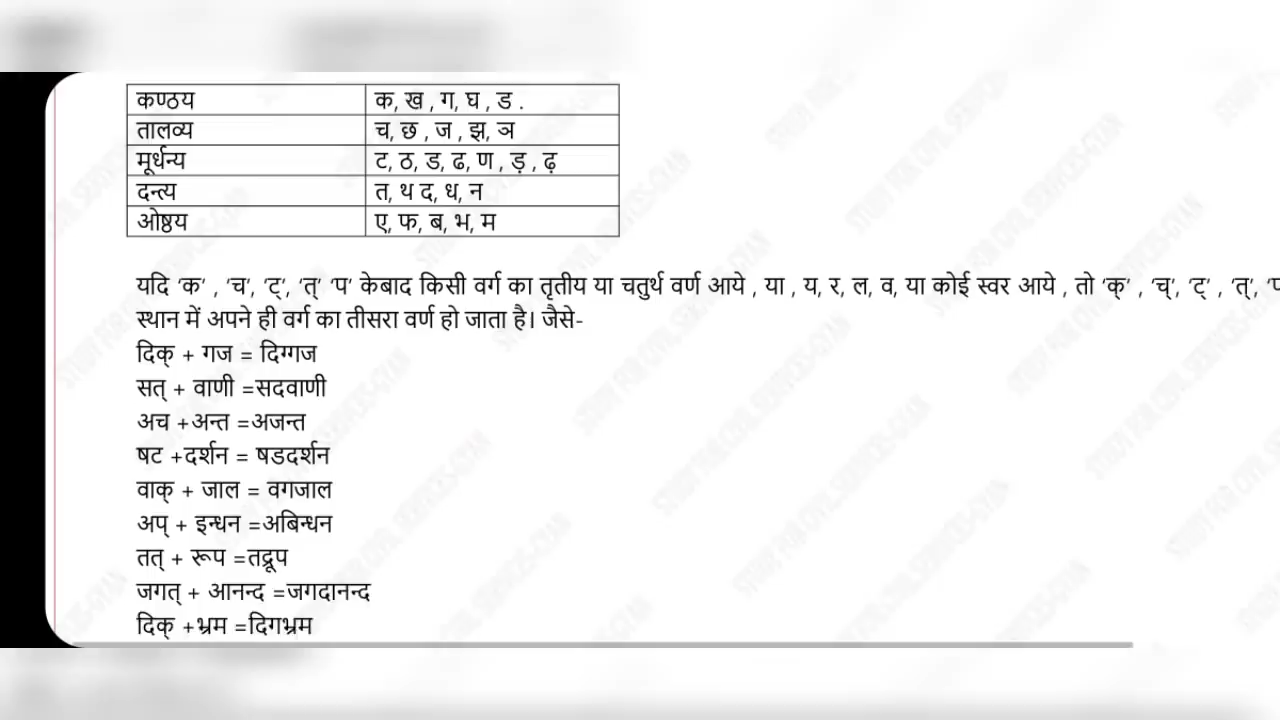 कण्ठय क, ख , ग, घ , ड .
तालव्य च, छ , ज , झ, ञ
मूर्धन्य ट, ठ, ड, ढ, ण , ड़ , ढ़
दन्त्य त, थ द, ध, न
ओष्ठय ए, फ, ब, भ, म
यदि ‘क’ , ‘च’, ‘ट्’, ‘त्’ ‘प’ केबाद किसी वर्ग का तृतीय या चतुर्थ वर्ण आये , या , य, र, ल, व, या कोई स्वर आये , तो ‘क्’ , ‘च्’, ‘ट्’ , ‘त्’,
स्थान में अपने ही वर्ग का तीसरा वर्ण हो जाता है। जैसे-
दिक् + गज = दिग्गज
सत् + वाणी =सदवाणी
अच +अन्त =अजन्त
षट +दर्शन = षडदर्शन
वाक् + जाल = वगजाल
अप् + इन्धन =अबिन्धन
तत् + रूप =तद्रूप
जगत् + आनन्द =जगदानन्द
दिक् +भ्रम =दिगभ्रम